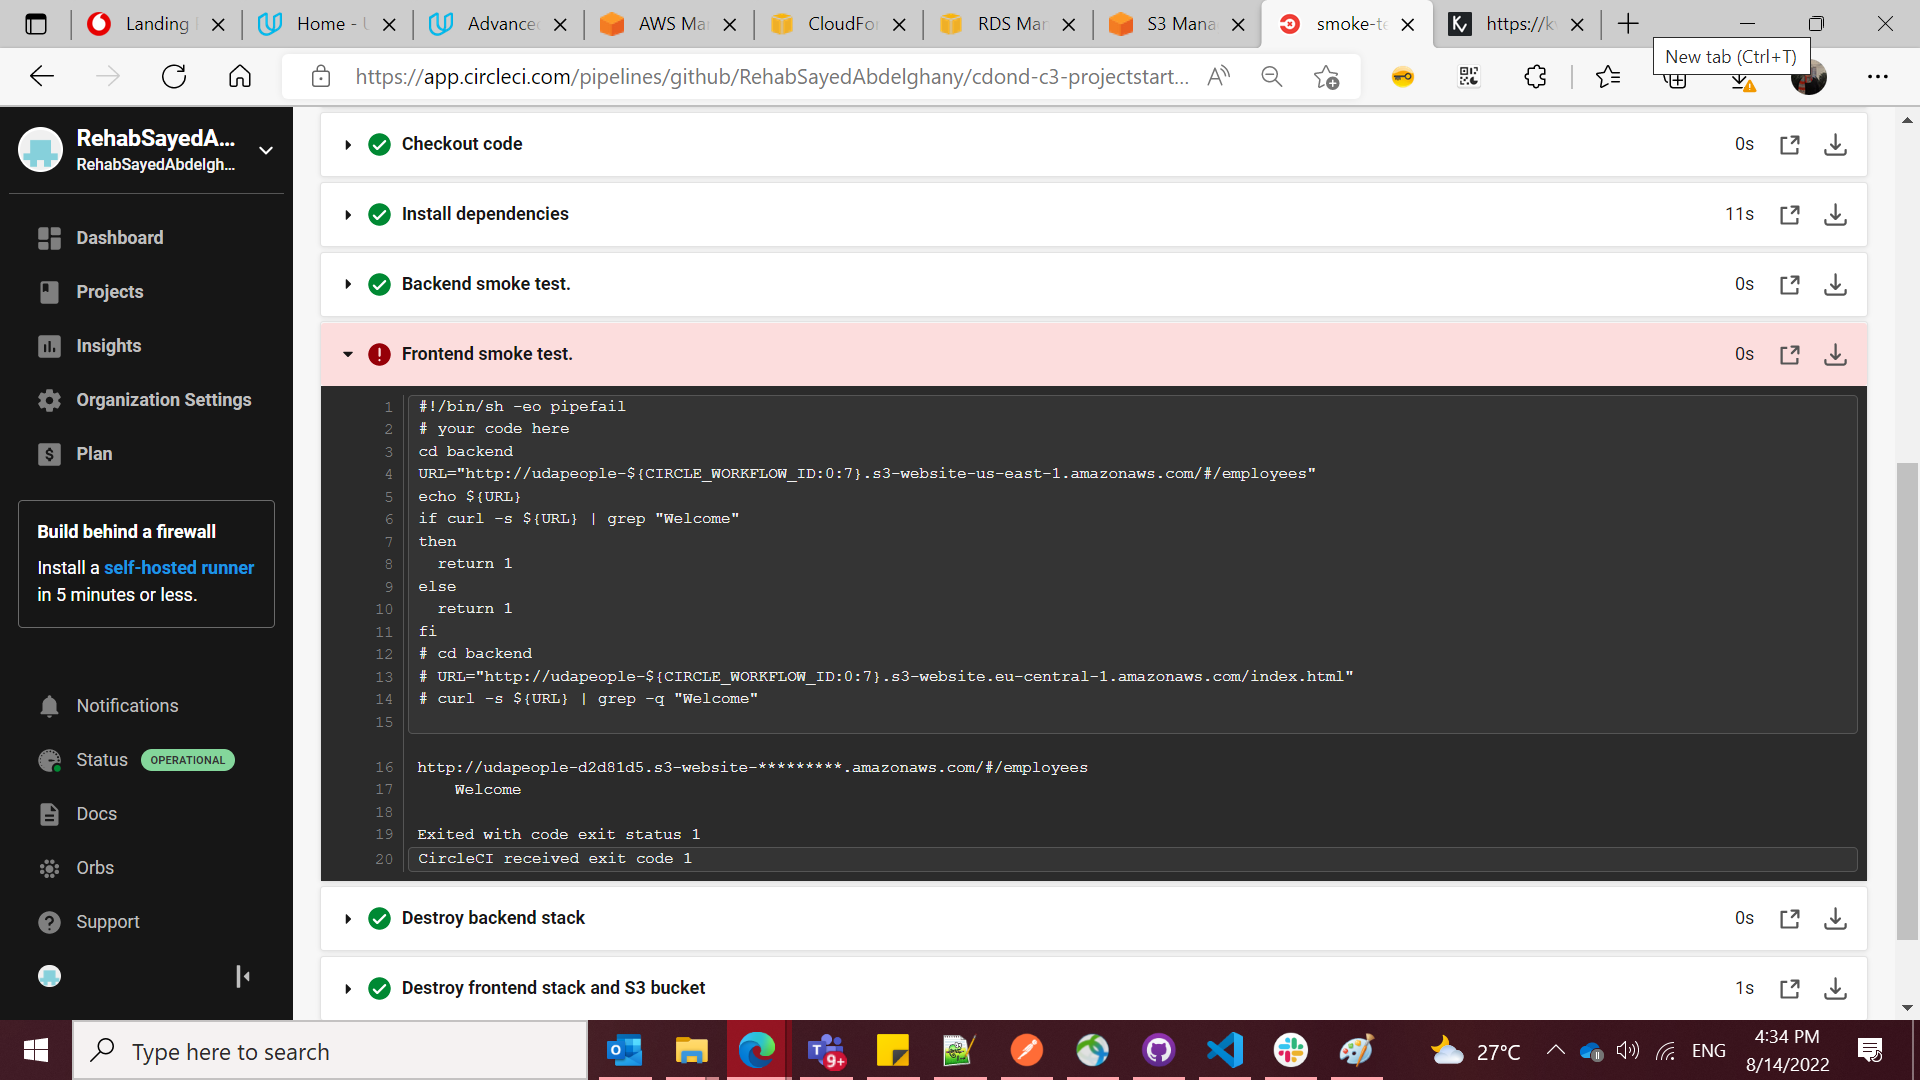 Landing
Home - U
Advance
AWS Ma
CloudFo
RDS Ma
S3 Mana
smoke-te
https://k
New tab (Ctrl+T)
https://app.circleci.com/pipelines/github/RehabSayedAbdelghany/cdond-c3-projectstart...
RehabSayedA...
RehabSayedAbdelgh...
Dashboard
Projects
Insights
Organization Settings
Plan
Build behind a firewall
Install a self-hosted runner
in 5 minutes or less.
Notifications
Status OPERATIONAL
Docs
Orbs
Support
Checkout code 0s
Install dependencies 11s
Backend smoke test. 0s
Frontend smoke test. 0s
1 #!/bin/sh -eo pipefail
2 # your code here
3 cd backend
4 URL="http://udapeople-${CIRCLE_WORKFLOW_ID:0:7}.s3-website-us-east-1.amazonaws.com/#/employees"
5 echo ${URL}
6 if curl -s ${URL} | grep "Welcome"
7 then
8 return 1
9 else
10 return 1
11 fi
12 # cd backend
13 # URL="http://udapeople-${CIRCLE_WORKFLOW_ID:0:7}.s3-website.eu-central-1.amazonaws.com/index.html"
14 # curl -s ${URL} | grep -q "Welcome"
15
16 http://udapeople-d2d81d5.s3-website-*********.amazonaws.com/#/employees
17 Welcome
18
19 Exited with code exit status 1
20 CircleCI received exit code 1
Destroy backend stack 0s
Destroy frontend stack and S3 bucket 1s
Type here to search
9+
27°C
ENG
4:34 PM
8/14/2022